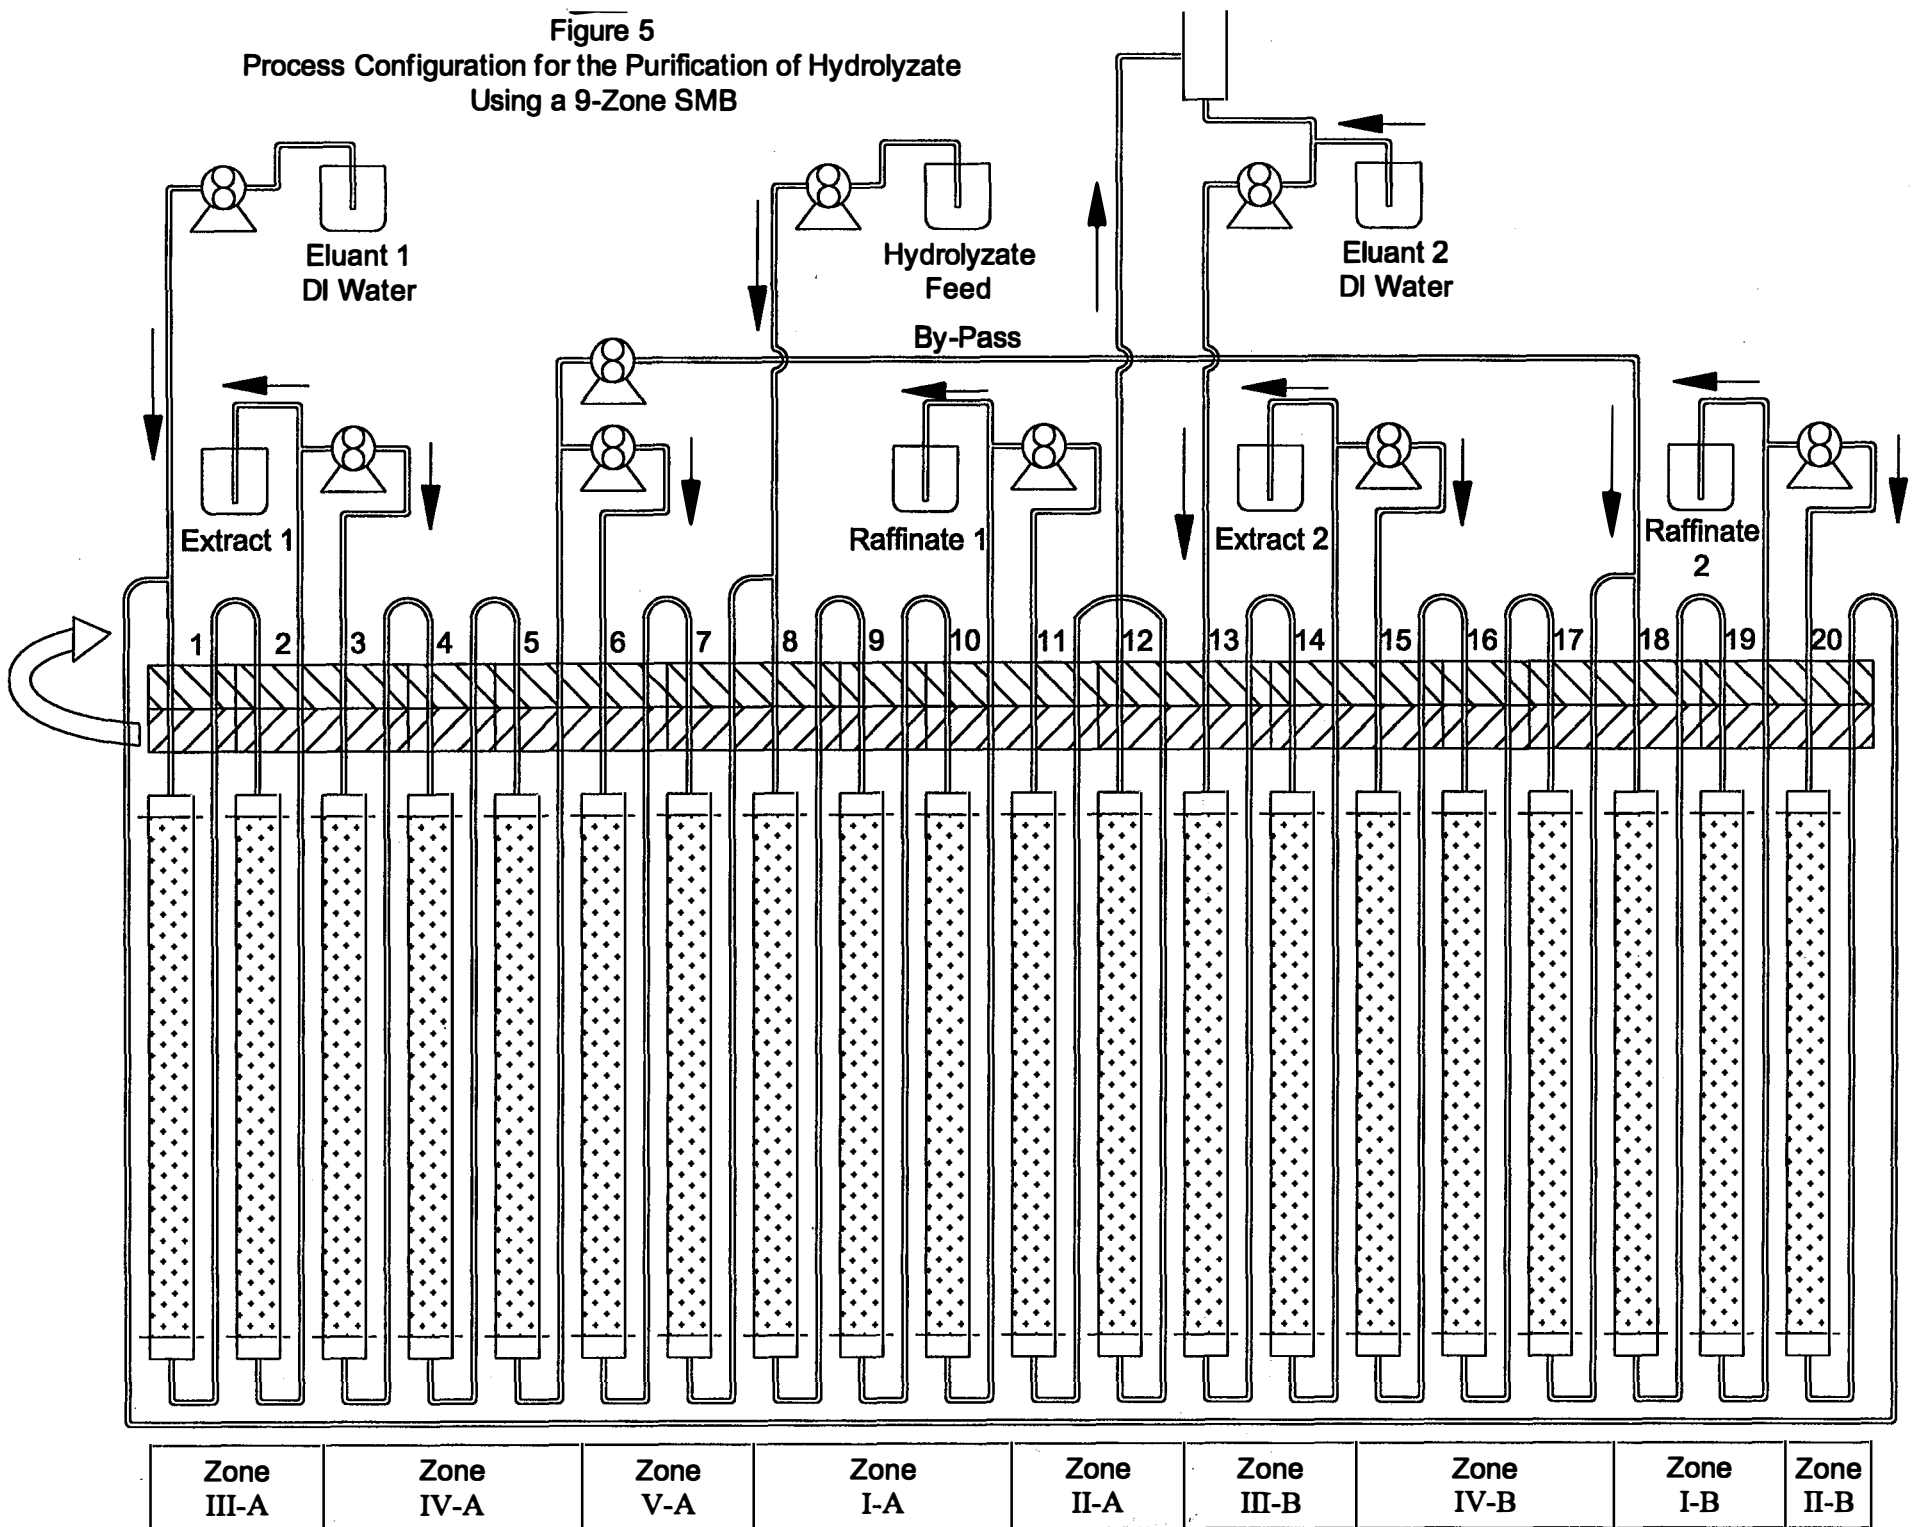 Figure 5
Process Configuration for the Purification of Hydrolyzate
Using a 9-Zone SMB
Eluant 1
DI Water
Hydrolyzate
Feed
Eluant 2
DI Water
By-Pass
Extract 1
Raffinate 1
Extract 2
Raffinate
2
1 2 3 4 5 6 7 8 9 10 11 12 13 14 15 16 17 18 19 20
Zone Zone Zone Zone Zone Zone Zone Zone Zone
III-A IV-A V-A I-A II-A III-B IV-B I-B II-B